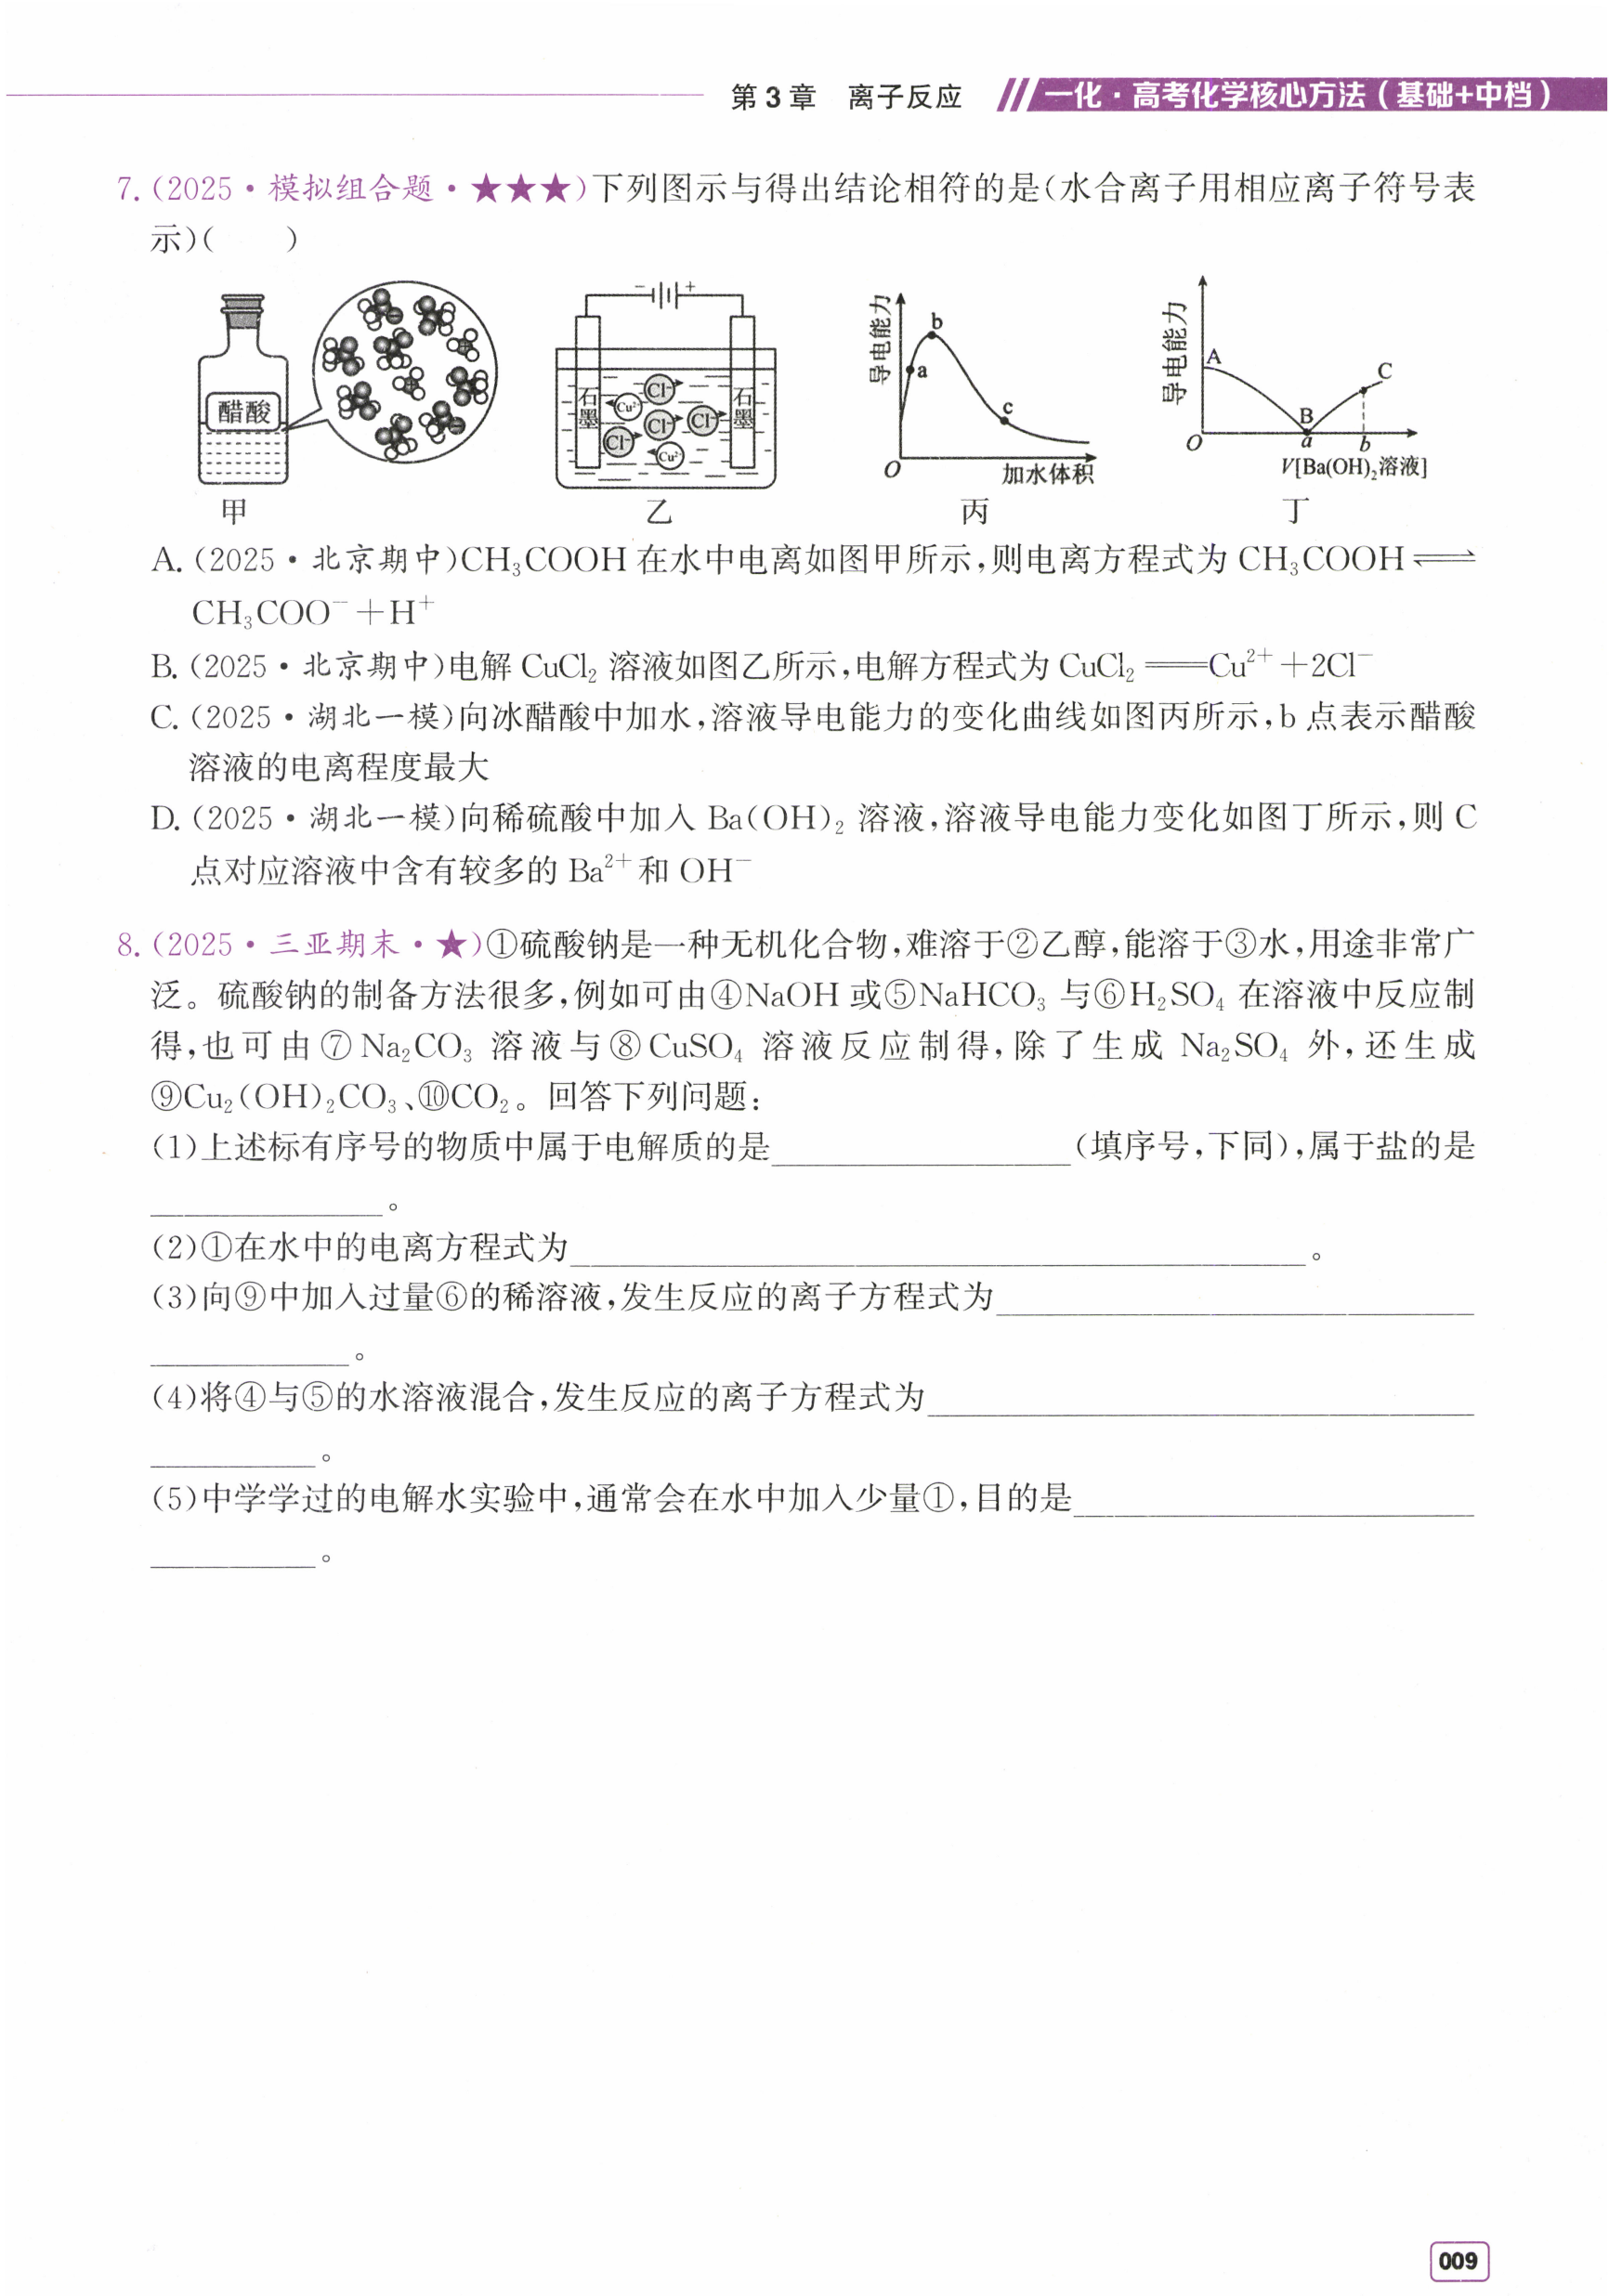 第3章 离子反应 一化·高考化学核心方法(基础+中档)
7.(2025·模拟组合题·★★★)下列图示与得出结论相符的是(水合离子用相应离子符号表
示)(  )
醋酸
甲
− +
石墨
Cl⁻
Cu²⁺
Cl⁻
Cl⁻
Cl⁻
Cu²⁺
石墨
乙
导电能力
a
b
c
O
加水体积
丙
导电能力
A
B
C
O
a
b
V[Ba(OH)₂溶液]
丁
A.(2025·北京期中)CH₃COOH在水中电离如图甲所示,则电离方程式为CH₃COOH⇌
CH₃COO⁻+H⁺
B.(2025·北京期中)电解CuCl₂溶液如图乙所示,电解方程式为CuCl₂══Cu²⁺+2Cl⁻
C.(2025·湖北一模)向冰醋酸中加水,溶液导电能力的变化曲线如图丙所示,b点表示醋酸
溶液的电离程度最大
D.(2025·湖北一模)向稀硫酸中加入Ba(OH)₂溶液,溶液导电能力变化如图丁所示,则C
点对应溶液中含有较多的Ba²⁺和OH⁻
8.(2025·三亚期末·★)①硫酸钠是一种无机化合物,难溶于②乙醇,能溶于③水,用途非常广
泛。硫酸钠的制备方法很多,例如可由④NaOH或⑤NaHCO₃与⑥H₂SO₄在溶液中反应制
得,也可由⑦Na₂CO₃溶液与⑧CuSO₄溶液反应制得,除了生成Na₂SO₄外,还生成
⑨Cu₂(OH)₂CO₃、⑩CO₂。回答下列问题:
(1)上述标有序号的物质中属于电解质的是________(填序号,下同),属于盐的是
________。
(2)①在水中的电离方程式为________。
(3)向⑨中加入过量⑥的稀溶液,发生反应的离子方程式为________
________。
(4)将④与⑤的水溶液混合,发生反应的离子方程式为________
________。
(5)中学学过的电解水实验中,通常会在水中加入少量①,目的是________
________。
009